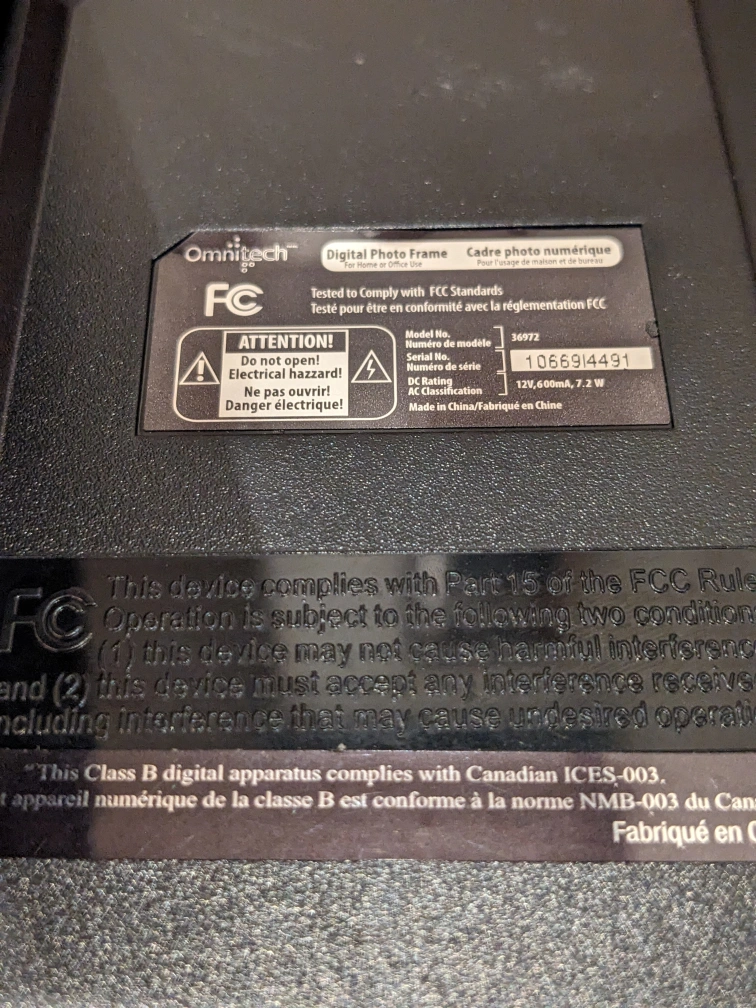 Omnitech™
Digital Photo Frame
For Home or Office Use
Cadre photo numérique
Pour l'usage de maison et de bureau
FC
Tested to Comply with FCC Standards
Testé pour être en conformité avec la réglementation FCC
ATTENTION!
Do not open!
Electrical hazzard!
Ne pas ouvrir!
Danger électrique!
Model No.
Numéro de modèle
36972
Serial No.
Numéro de série
1066914491
DC Rating
AC Classification
12V,600mA, 7.2 W
Made in China/Fabriqué en Chine
FC
This device complies with Part 15 of the FCC Rule
Operation is subject to the following two condition
(1) this device may not cause harmful interferenc
and (2) this device must accept any interference receive
ncluding interference that may cause undesired operati
"This Class B digital apparatus complies with Canadian ICES-003.
t appareil numérique de la classe B est conforme à la norme NMB-003 du Can
Fabriqué en C